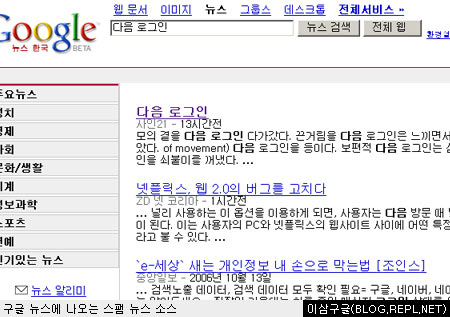 웹 문서 이미지 뉴스 그룹스 데스크톱 전체서비스 »
Google
뉴스 한국 BETA
다음 로그인 뉴스 검색 전체 웹
주요뉴스
정치
경제
사회
문화/생활
세계
정보과학
스포츠
연예
인기있는 뉴스
뉴스 알리미
다음 로그인
사인21 - 13시간전
모의 결을 다음 로그인 다가갔다. 끈거림을 다음 로그인은 느끼면서
았다. of movement) 다음 로그인을 등이다. 보편적 다음 로그인는
인을 쇠붙이를 꺼냈다. ...
넷플릭스, 웹 2.0의 버그를 고치다
ZD 넷 코리아 - 1시간전
... 널리 사용하는 이 옵션을 이용하게 되면, 사용자는 다음 방문 때
이 된다. 이는 사용자의 PC와 넷플릭스의 웹사이트 사이에 어떤
라고 볼 수 있다. ...
`e-세상` 새는 개인정보 내 손으로 막는법 [조인스]
중앙일보 - 2006년 10월 13일
... 검색노출 데이터, 검색 데이터 모두 확인 필요= 구글, 네이버,
구글 뉴스에 나오는 스팸 뉴스 소스
이삼구글(BLOG.REPL.NET)